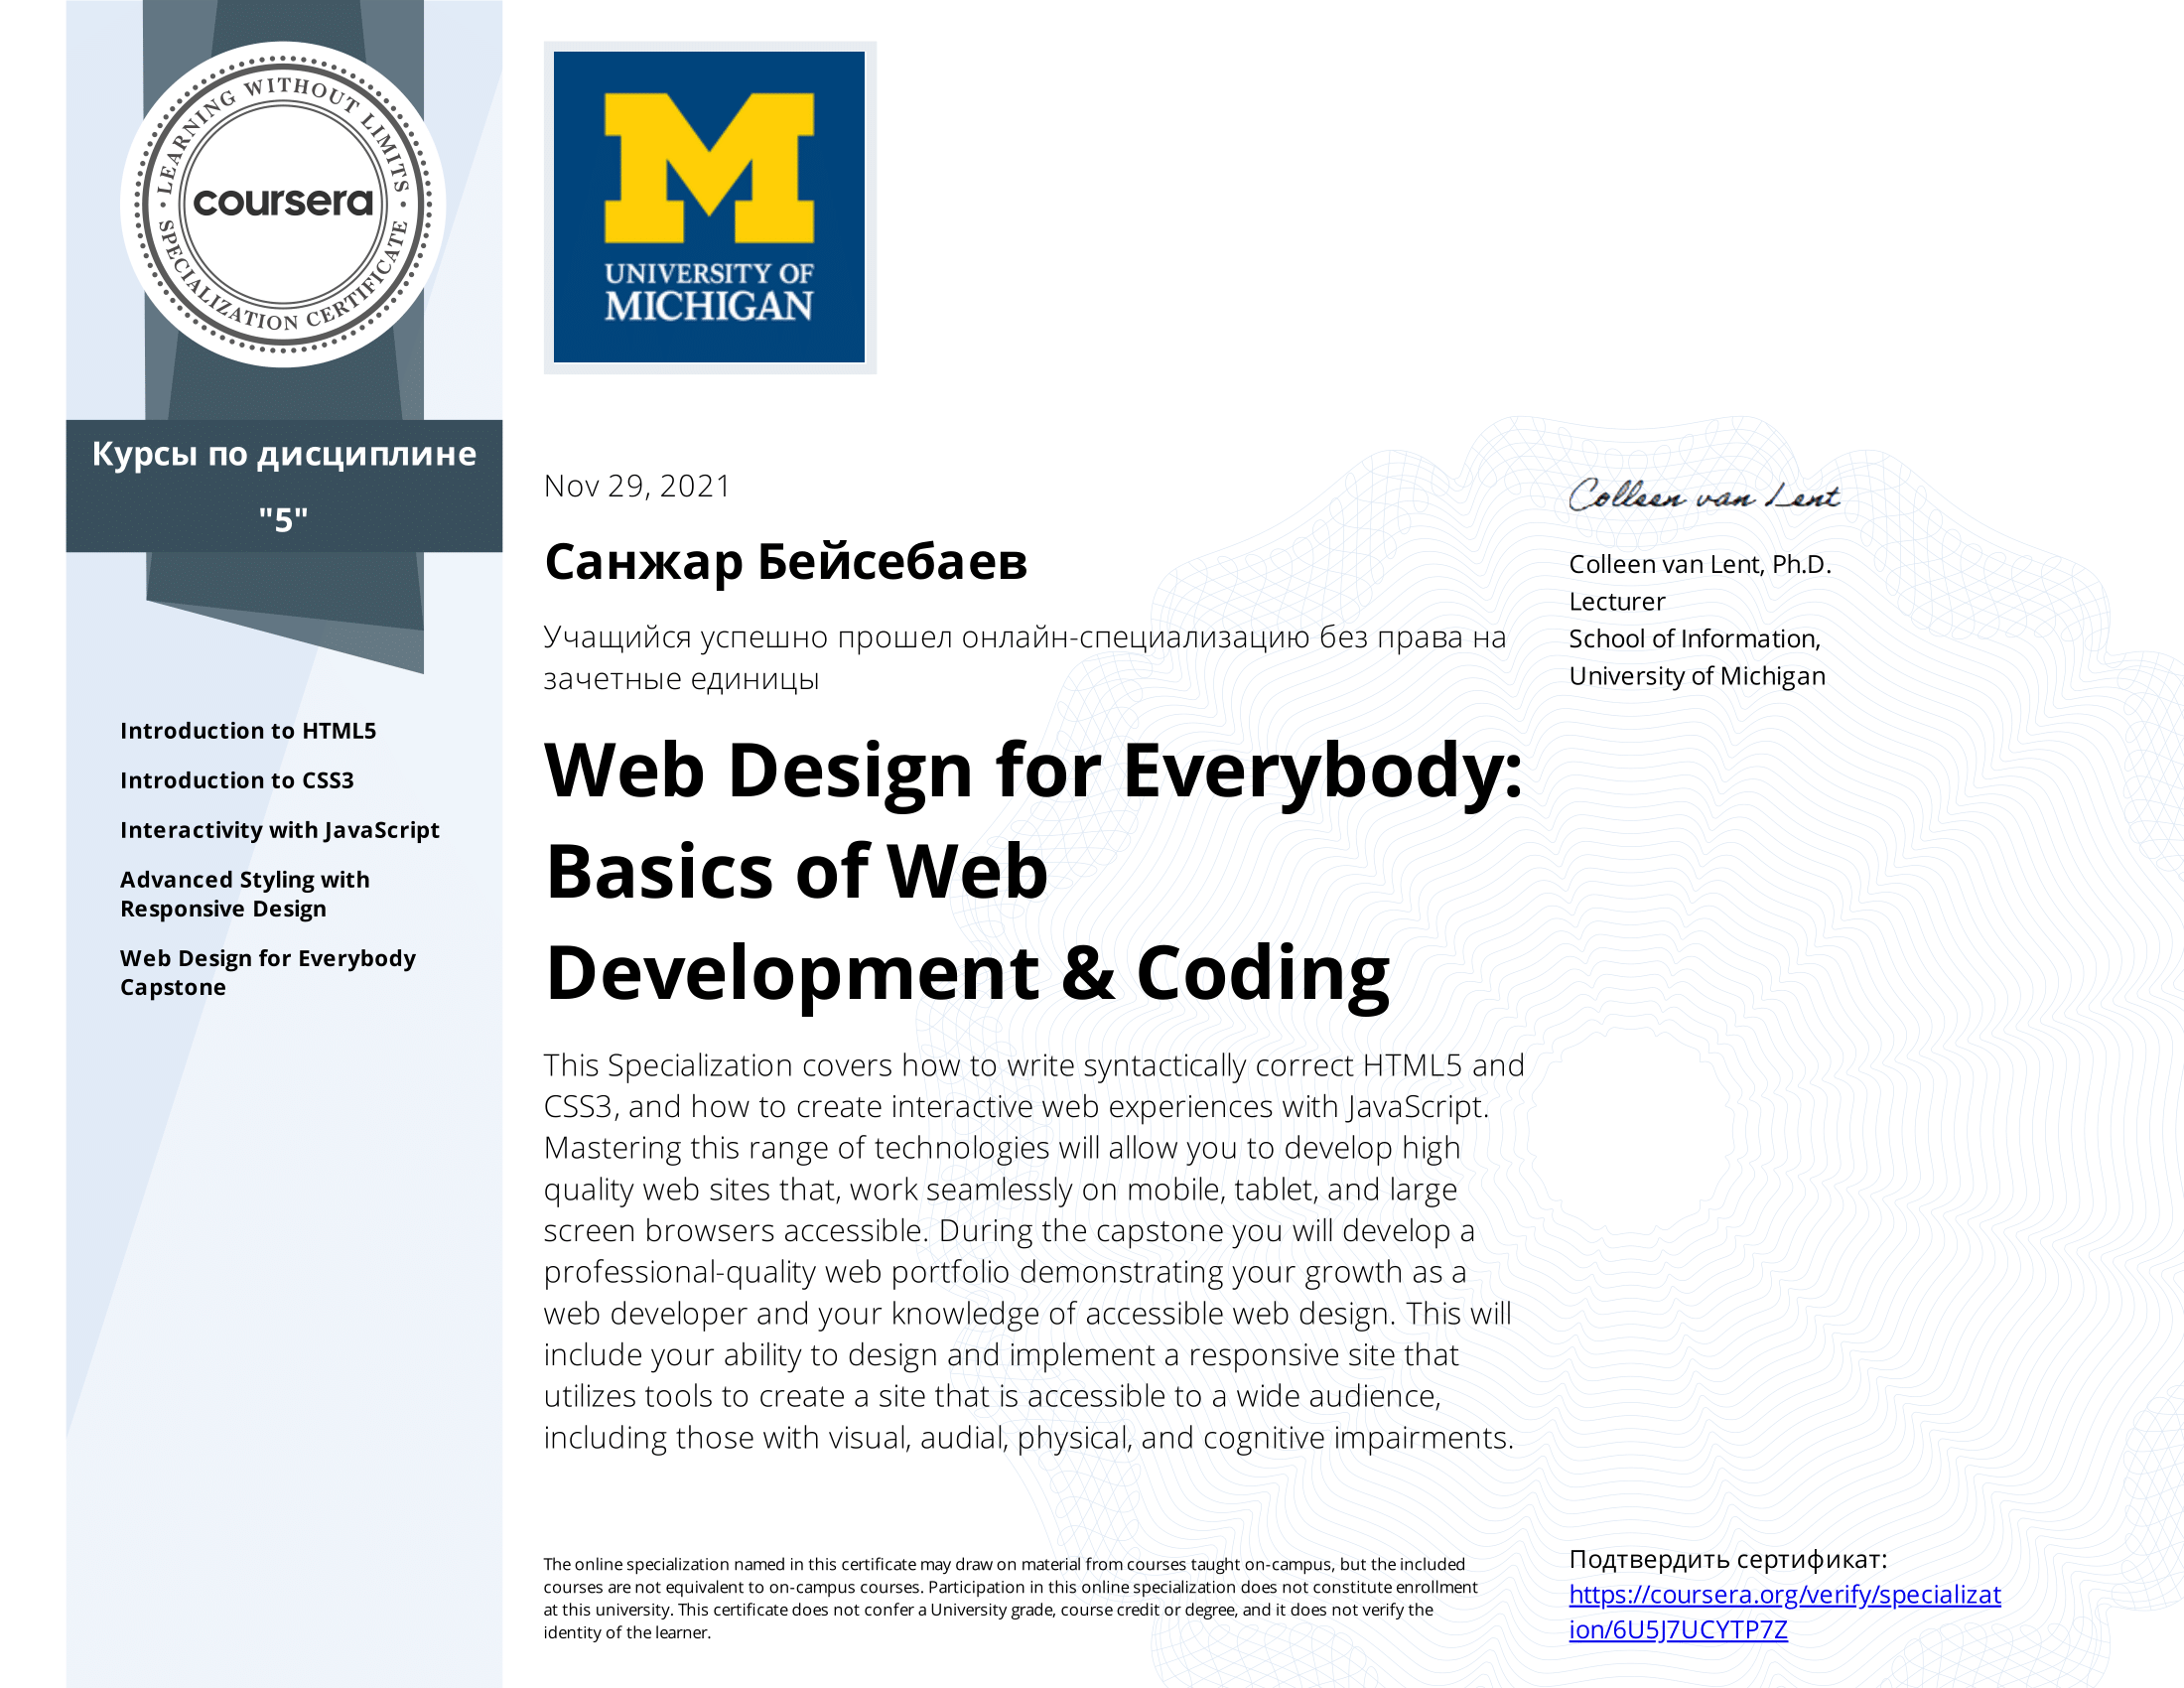 LEARNING WITHOUT LIMITS
coursera
SPECIALIZATION CERTIFICATE
Курсы по дисциплине
"5"
Introduction to HTML5
Introduction to CSS3
Interactivity with JavaScript
Advanced Styling with
Responsive Design
Web Design for Everybody
Capstone
M
UNIVERSITY OF
MICHIGAN
Nov 29, 2021
Санжар Бейсебаев
Учащийся успешно прошел онлайн-специализацию без права на
зачетные единицы
Web Design for Everybody:
Basics of Web
Development & Coding
This Specialization covers how to write syntactically correct HTML5 and
CSS3, and how to create interactive web experiences with JavaScript.
Mastering this range of technologies will allow you to develop high
quality web sites that, work seamlessly on mobile, tablet, and large
screen browsers accessible. During the capstone you will develop a
professional-quality web portfolio demonstrating your growth as a
web developer and your knowledge of accessible web design. This will
include your ability to design and implement a responsive site that
utilizes tools to create a site that is accessible to a wide audience,
including those with visual, audial, physical, and cognitive impairments.
Colleen van Lent
Colleen van Lent, Ph.D.
Lecturer
School of Information,
University of Michigan
The online specialization named in this certificate may draw on material from courses taught on-campus, but the included
courses are not equivalent to on-campus courses. Participation in this online specialization does not constitute enrollment
at this university. This certificate does not confer a University grade, course credit or degree, and it does not verify the
identity of the learner.
Подтвердить сертификат:
https://coursera.org/verify/specializat
ion/6U5J7UCYTP7Z